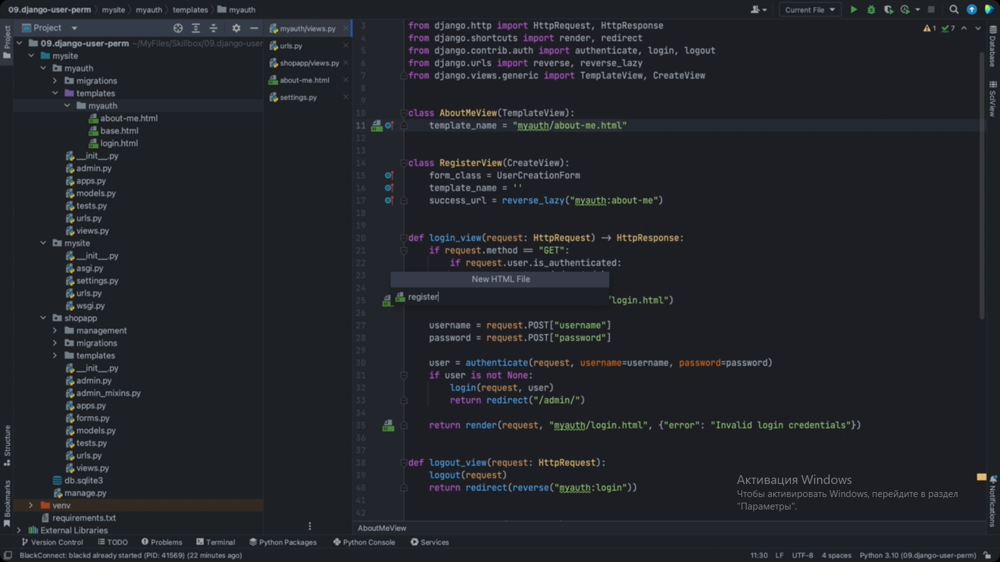 09.django-user-perm mysite myauth templates myauth
Current File
Project
Project
09.django-user-perm ~/MyFiles/Skillbox/09.django-user
mysite
myauth
migrations
templates
myauth
about-me.html
base.html
login.html
__init__.py
admin.py
apps.py
models.py
tests.py
urls.py
views.py
mysite
__init__.py
asgi.py
settings.py
urls.py
wsgi.py
shopapp
management
migrations
templates
__init__.py
admin.py
admin_mixins.py
apps.py
forms.py
models.py
tests.py
urls.py
views.py
db.sqlite3
manage.py
venv
requirements.txt
External Libraries
Structure
Bookmarks
myauth/views.py
urls.py
shopapp/views.py
about-me.html
settings.py
3 from django.http import HttpRequest, HttpResponse
4 from django.shortcuts import render, redirect
5 from django.contrib.auth import authenticate, login, logout
6 from django.urls import reverse, reverse_lazy
7 from django.views.generic import TemplateView, CreateView
8
9
10 class AboutMeView(TemplateView):
11 template_name = "myauth/about-me.html"
12
13
14 class RegisterView(CreateView):
15 form_class = UserCreationForm
16 template_name = ''
17 success_url = reverse_lazy("myauth:about-me")
18
19
20 def login_view(request: HttpRequest) -> HttpResponse:
21 if request.method == "GET":
22 if request.user.is_authenticated:
23
New HTML File
24
register
25 /login.html")
26
27 username = request.POST["username"]
28 password = request.POST["password"]
29
30 user = authenticate(request, username=username, password=password)
31 if user is not None:
32 login(request, user)
33 return redirect("/admin/")
34
35 return render(request, "myauth/login.html", {"error": "Invalid login credentials"})
36
37
38 def logout_view(request: HttpRequest):
39 logout(request)
40 return redirect(reverse("myauth:login"))
41
42
1 7
Database
SciView
Notifications
Активация Windows
Чтобы активировать Windows, перейдите в раздел
"Параметры".
AboutMeView
Version Control TODO Problems Terminal Python Packages Python Console Services
BlackConnect: blackd already started (PID: 41569) (22 minutes ago) 11:30 LF UTF-8 4 spaces Python 3.10 (09.django-user-perm)